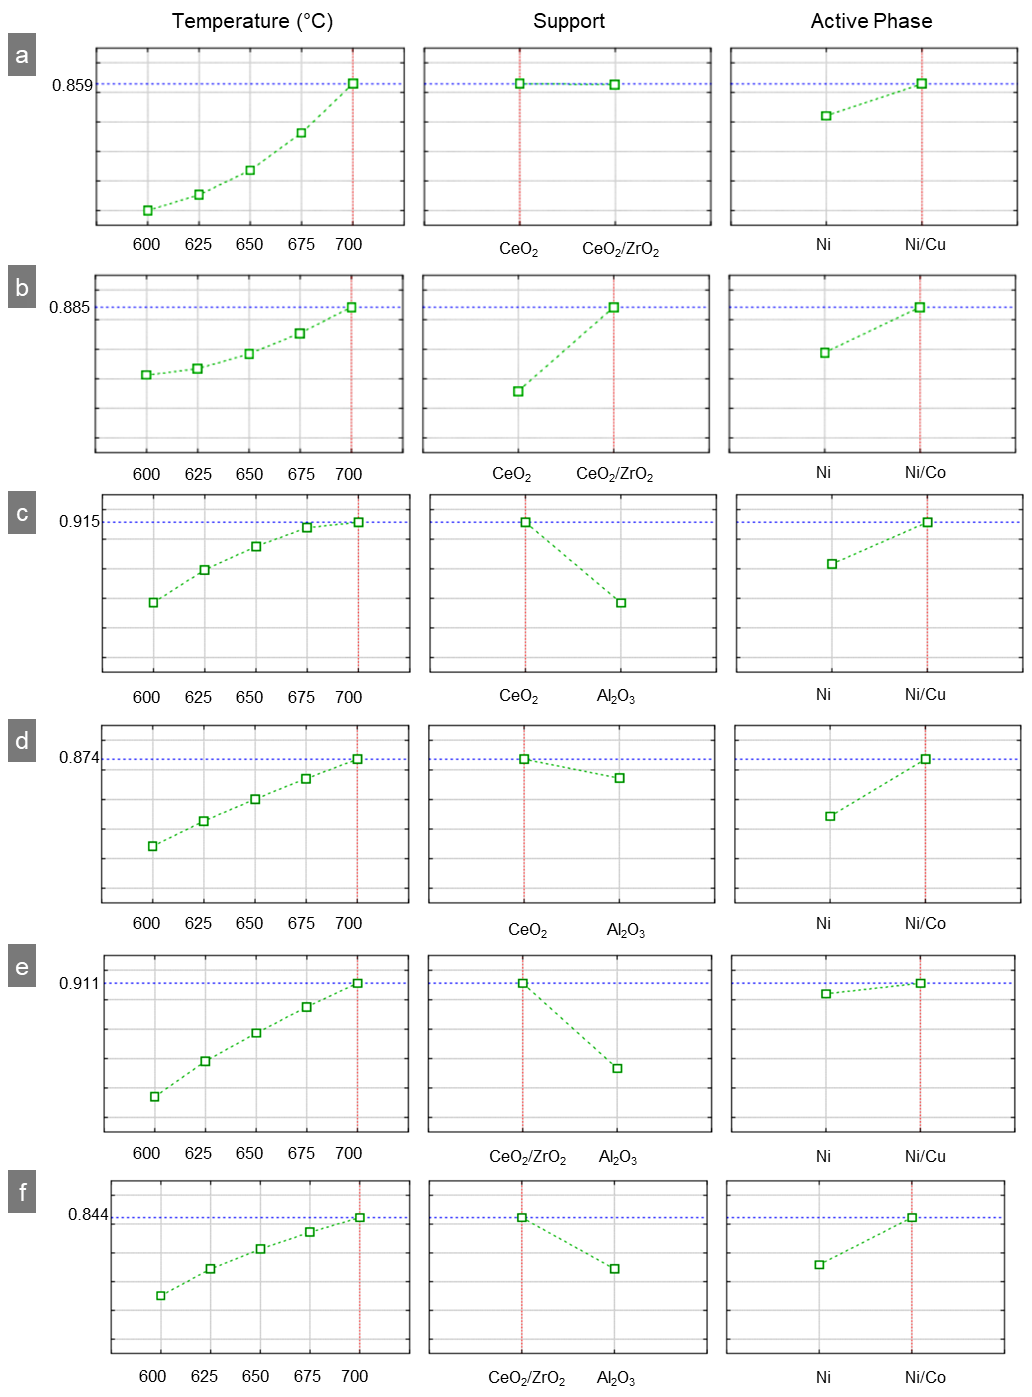 Temperature (°C) Support Active Phase
a
0.859
600 625 650 675 700 CeO₂ CeO₂/ZrO₂ Ni Ni/Cu
b
0.885
600 625 650 675 700 CeO₂ CeO₂/ZrO₂ Ni Ni/Co
c
0.915
600 625 650 675 700 CeO₂ Al₂O₃ Ni Ni/Cu
d
0.874
600 625 650 675 700 CeO₂ Al₂O₃ Ni Ni/Co
e
0.911
600 625 650 675 700 CeO₂/ZrO₂ Al₂O₃ Ni Ni/Cu
f
0.844
600 625 650 675 700 CeO₂/ZrO₂ Al₂O₃ Ni Ni/Co